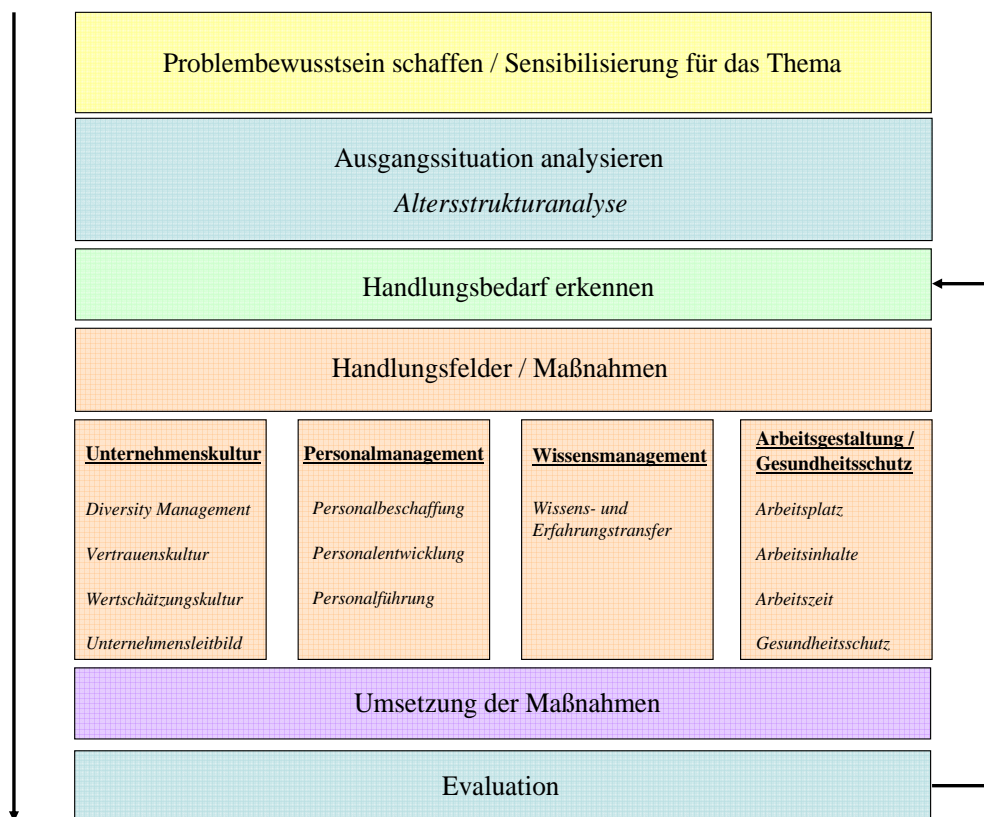 Problembewusstsein schaffen / Sensibilisierung für das Thema
Ausgangssituation analysieren
Altersstrukturanalyse
Handlungsbedarf erkennen
Handlungsfelder / Maßnahmen
Unternehmenskultur
Diversity Management
Vertrauenskultur
Wertschätzungskultur
Unternehmensleitbild
Personalmanagement
Personalbeschaffung
Personalentwicklung
Personalführung
Wissensmanagement
Wissens- und
Erfahrungstransfer
Arbeitsgestaltung /
Gesundheitsschutz
Arbeitsplatz
Arbeitsinhalte
Arbeitszeit
Gesundheitsschutz
Umsetzung der Maßnahmen
Evaluation